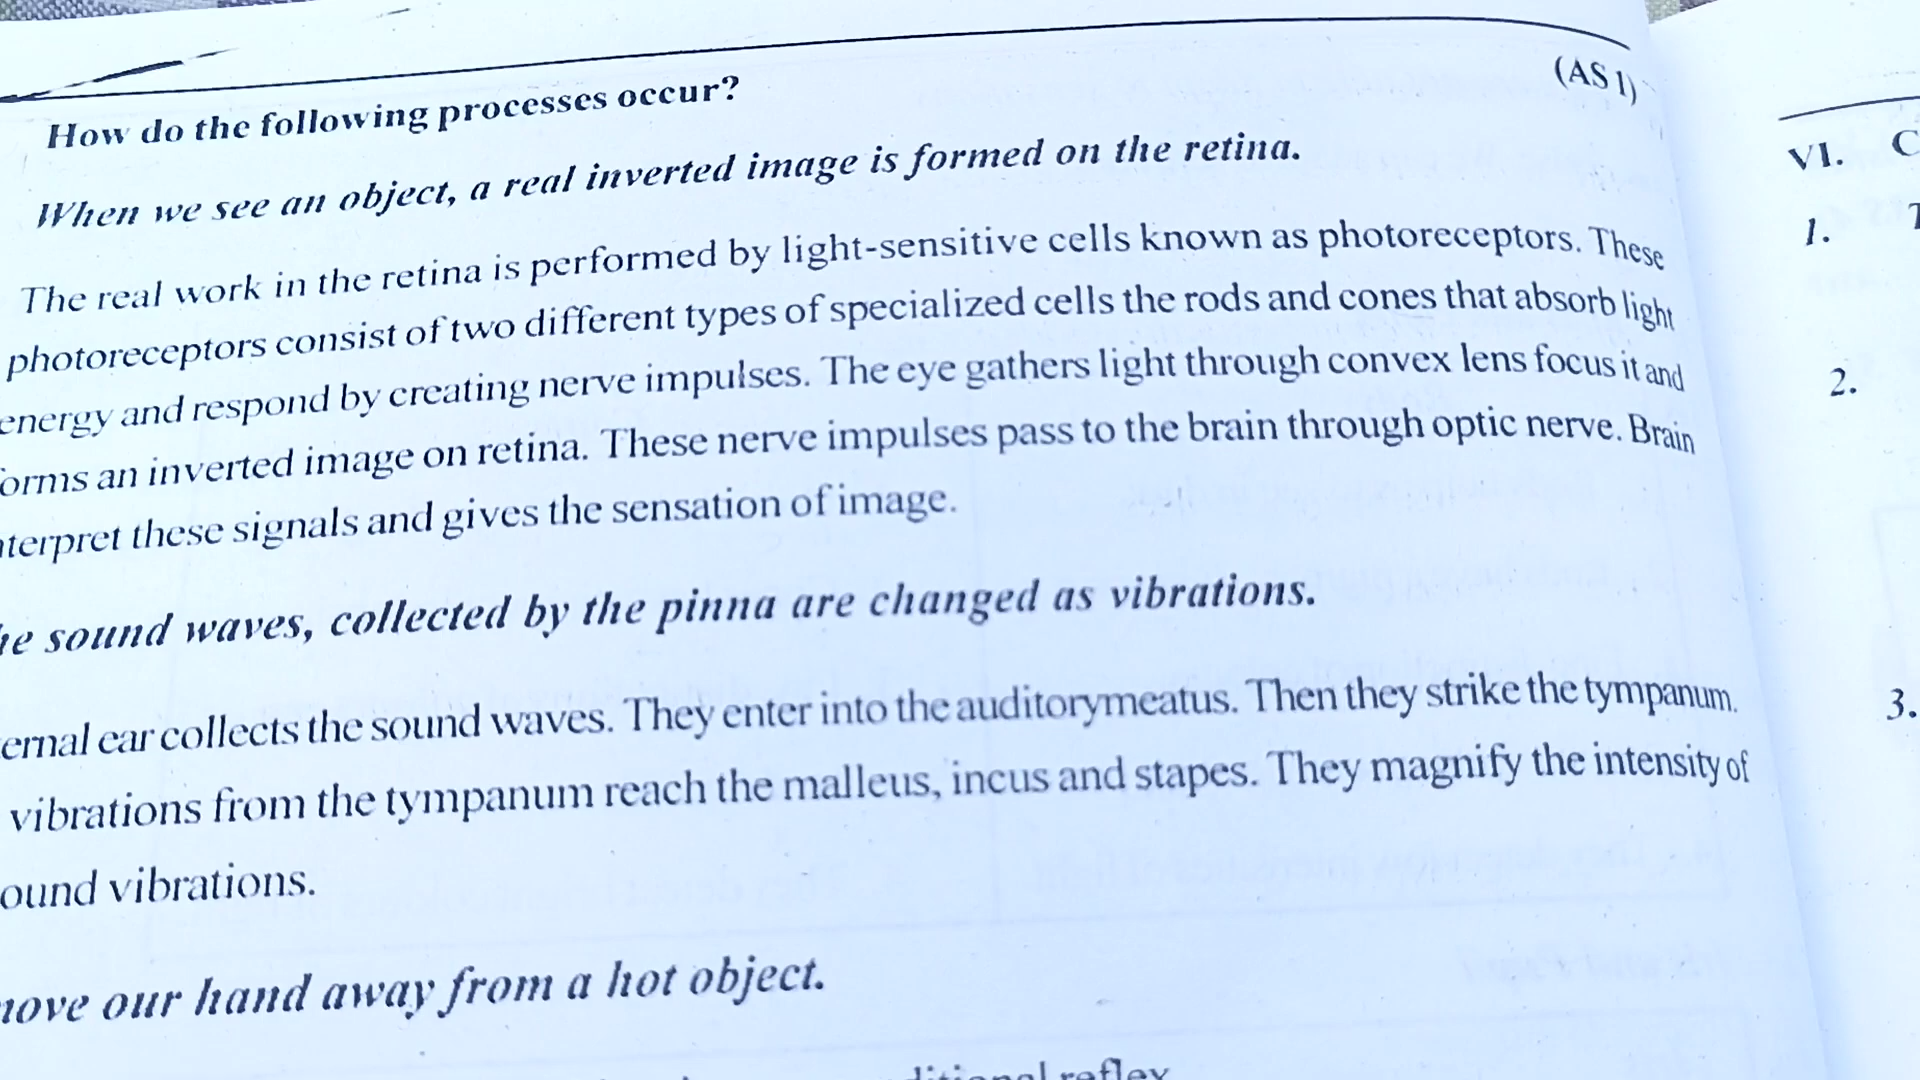 (AS 1)
How do the following processes occur?
When we see an object, a real inverted image is formed on the retina.
The real work in the retina is performed by light-sensitive cells known as photoreceptors. These
photoreceptors consist of two different types of specialized cells the rods and cones that absorb light
energy and respond by creating nerve impulses. The eye gathers light through convex lens focus it and
orms an inverted image on retina. These nerve impulses pass to the brain through optic nerve. Brain
nterpret these signals and gives the sensation of image.
he sound waves, collected by the pinna are changed as vibrations.
ernal ear collects the sound waves. They enter into the auditorymeatus. Then they strike the tympanum.
vibrations from the tympanum reach the malleus, incus and stapes. They magnify the intensity of
ound vibrations.
move our hand away from a hot object.
reflex
VI. C
1. T
2.
3.